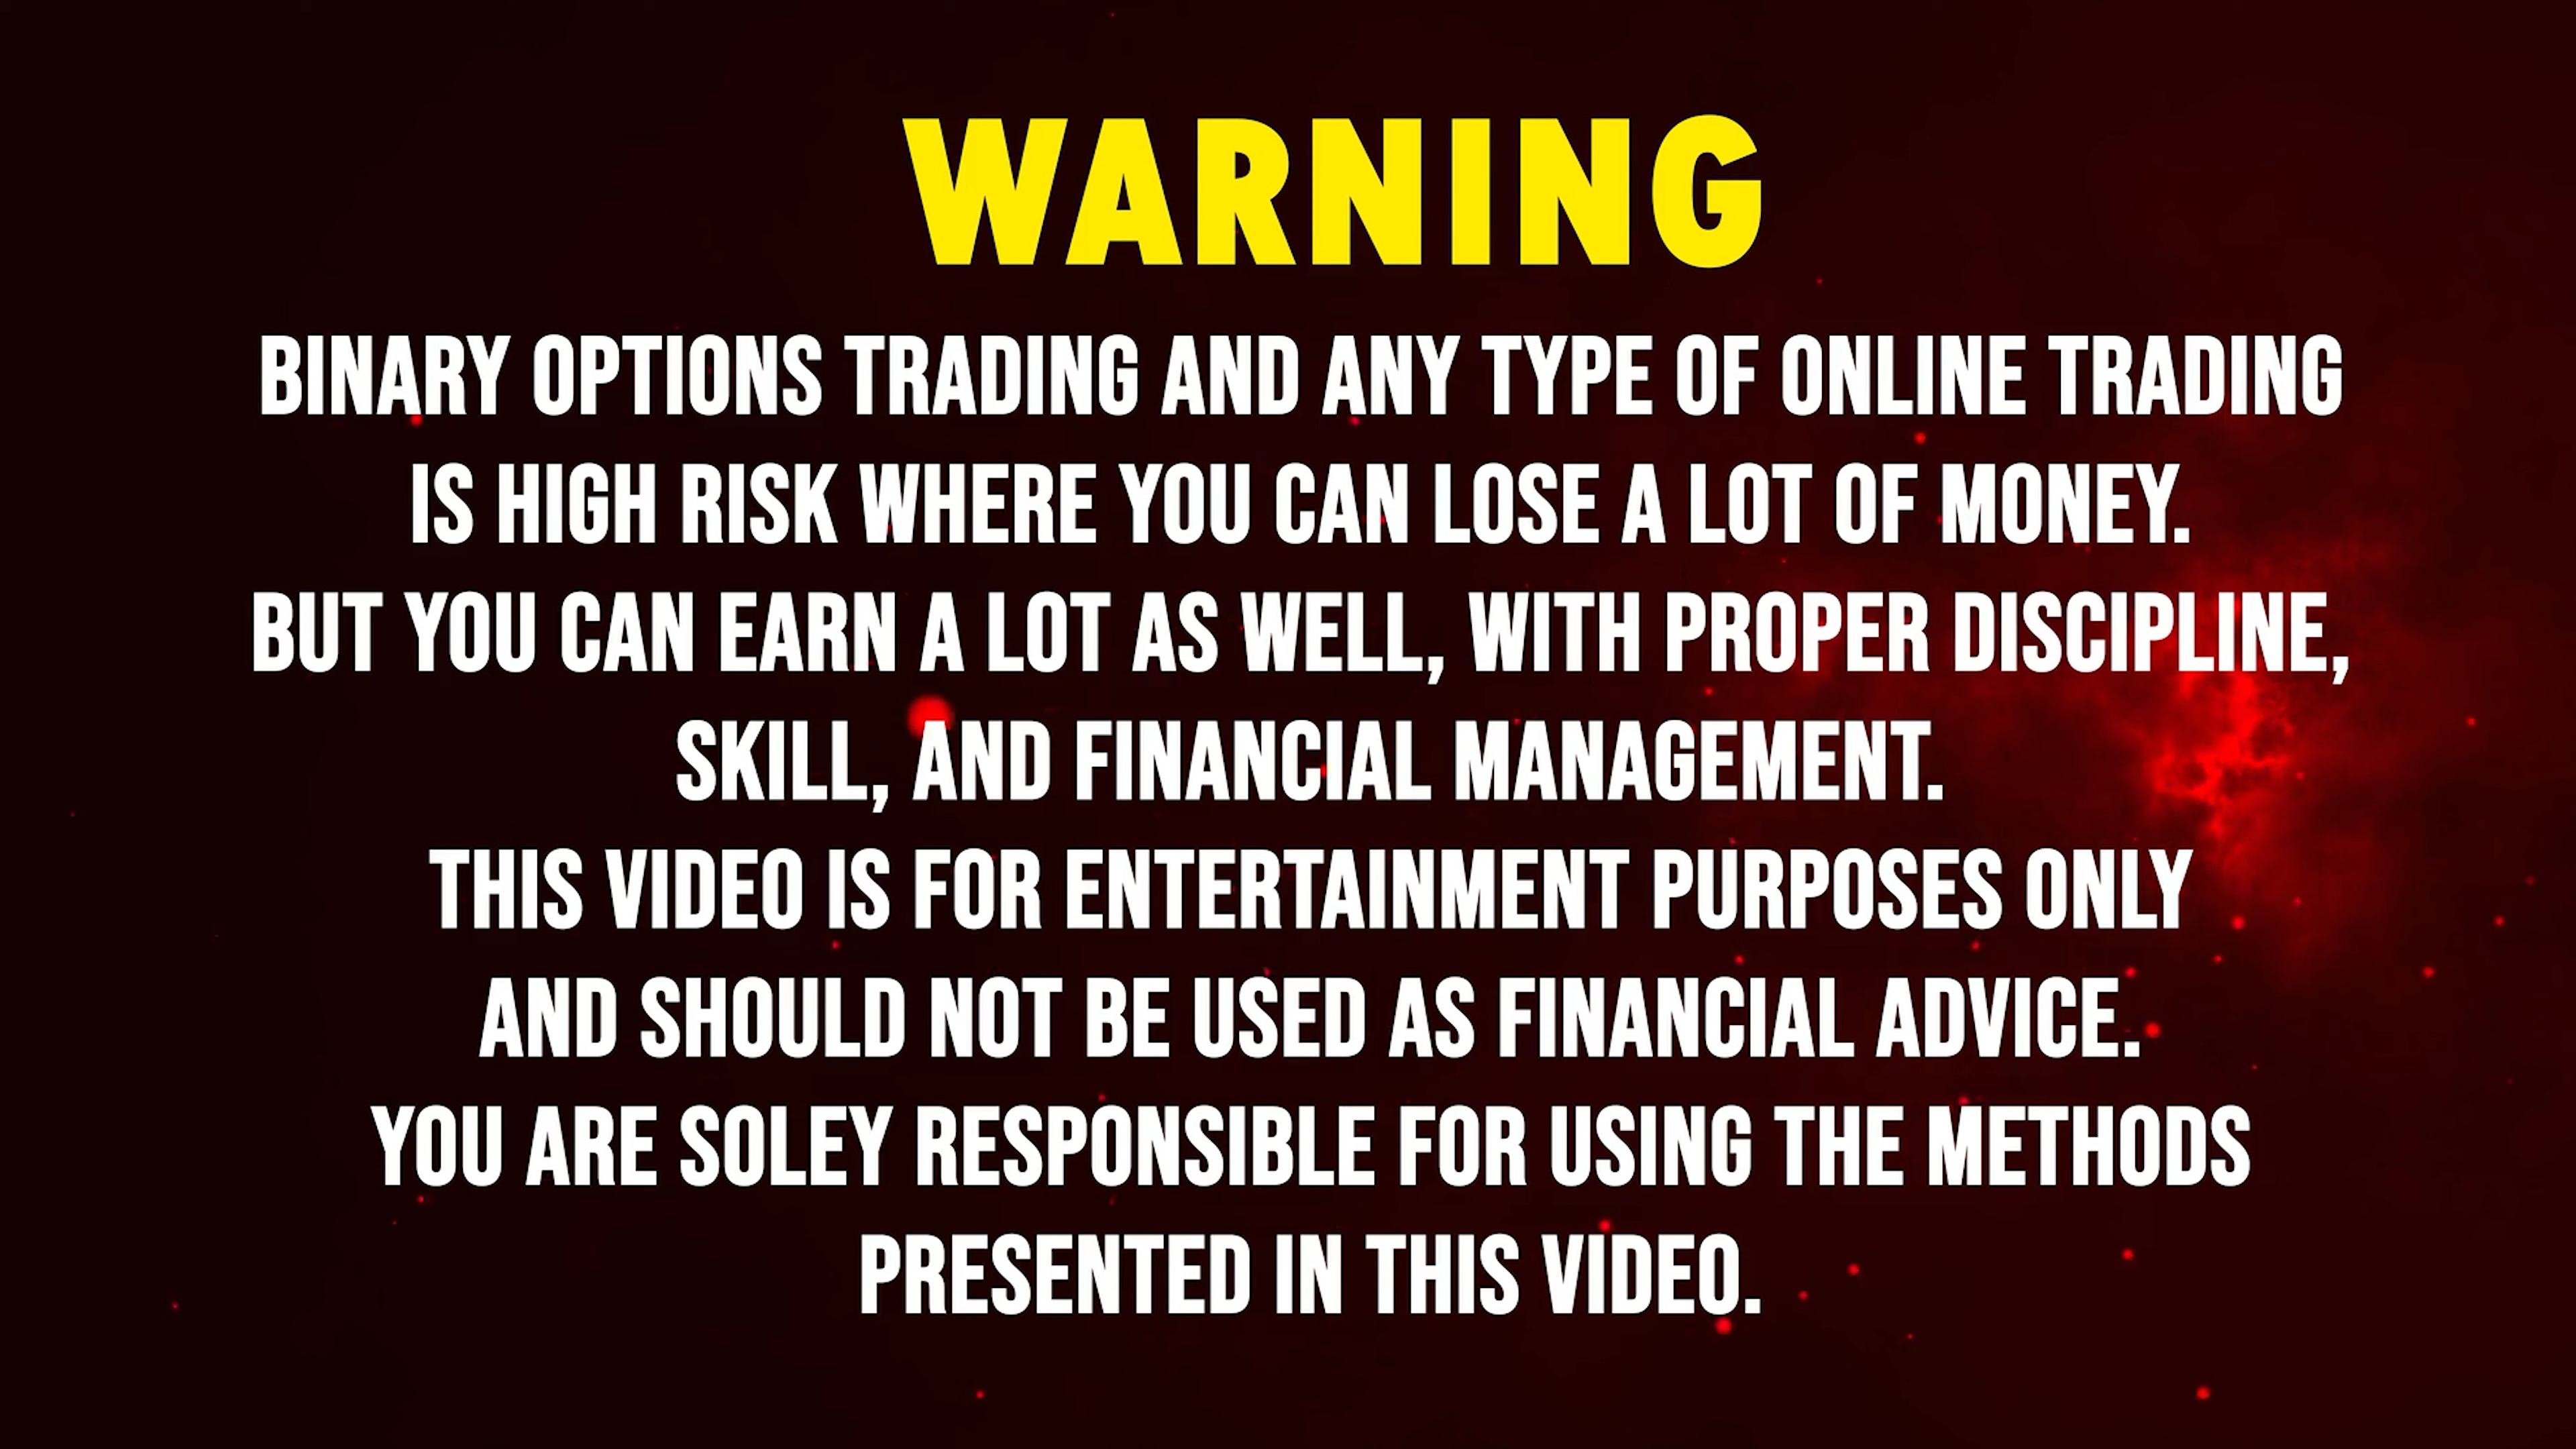 WARNING
BINARY OPTIONS TRADING AND ANY TYPE OF ONLINE TRADING
IS HIGH RISK WHERE YOU CAN LOSE A LOT OF MONEY.
BUT YOU CAN EARN A LOT AS WELL, WITH PROPER DISCIPLINE,
SKILL, AND FINANCIAL MANAGEMENT.
THIS VIDEO IS FOR ENTERTAINMENT PURPOSES ONLY
AND SHOULD NOT BE USED AS FINANCIAL ADVICE.
YOU ARE SOLEY RESPONSIBLE FOR USING THE METHODS
PRESENTED IN THIS VIDEO.